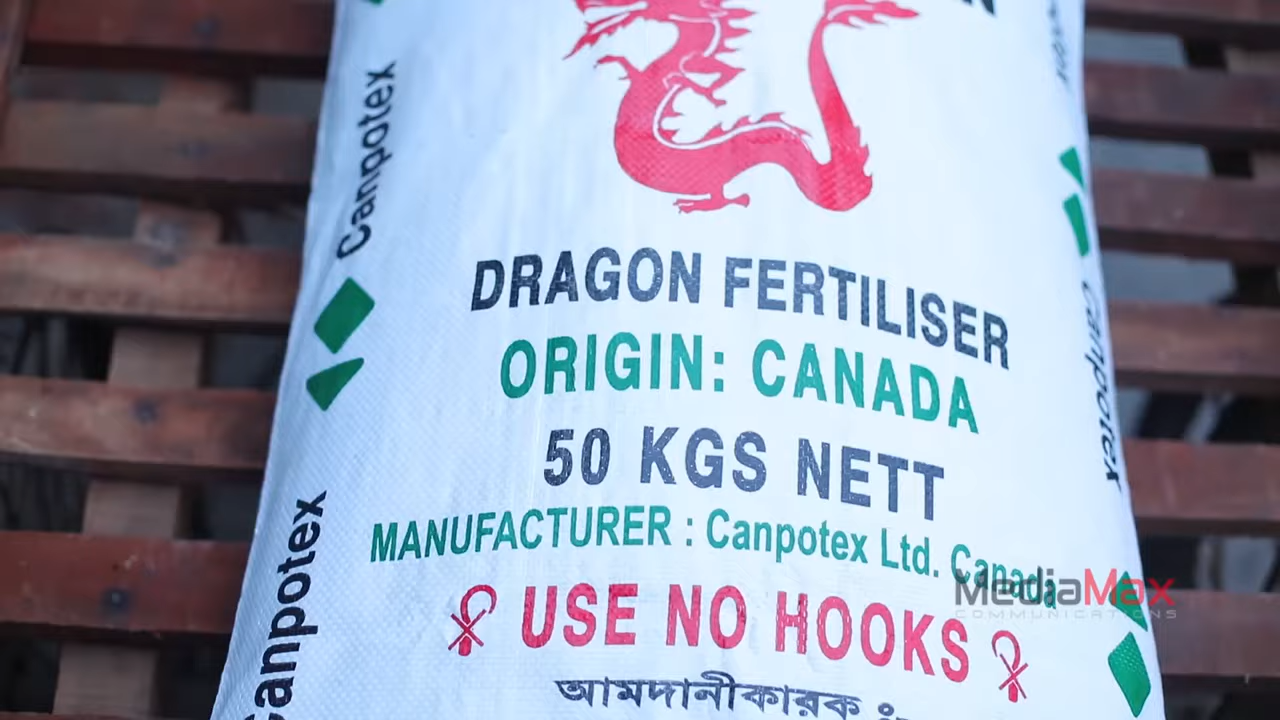 Canpotex
DRAGON FERTILISER
ORIGIN: CANADA
50 KGS NETT
MANUFACTURER : Canpotex Ltd. Canada
USE NO HOOKS
আমদানীকারক
Canpotex
Canpotex
MediaMax
COMMUNICATIONS